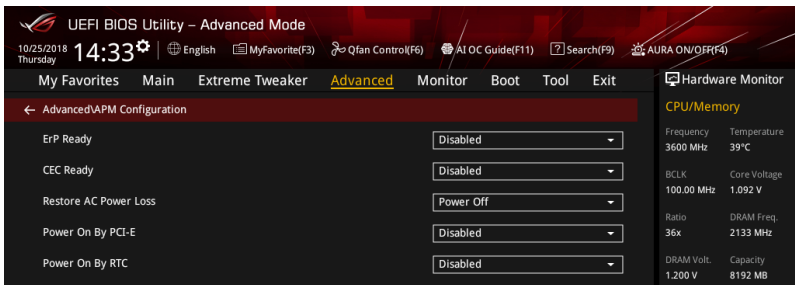 UEFI BIOS Utility – Advanced Mode
10/25/2018 Thursday 14:33 English MyFavorite(F3) Qfan Control(F6) AI OC Guide(F11) ? Search(F9) AURA ON/OFF(F4)
My Favorites Main Extreme Tweaker Advanced Monitor Boot Tool Exit
Hardware Monitor
← Advanced\APM Configuration
ErP Ready Disabled
CEC Ready Disabled
Restore AC Power Loss Power Off
Power On By PCI-E Disabled
Power On By RTC Disabled
CPU/Memory
Frequency Temperature
3600 MHz 39°C
BCLK Core Voltage
100.00 MHz 1.092 V
Ratio DRAM Freq.
36x 2133 MHz
DRAM Volt. Capacity
1.200 V 8192 MB